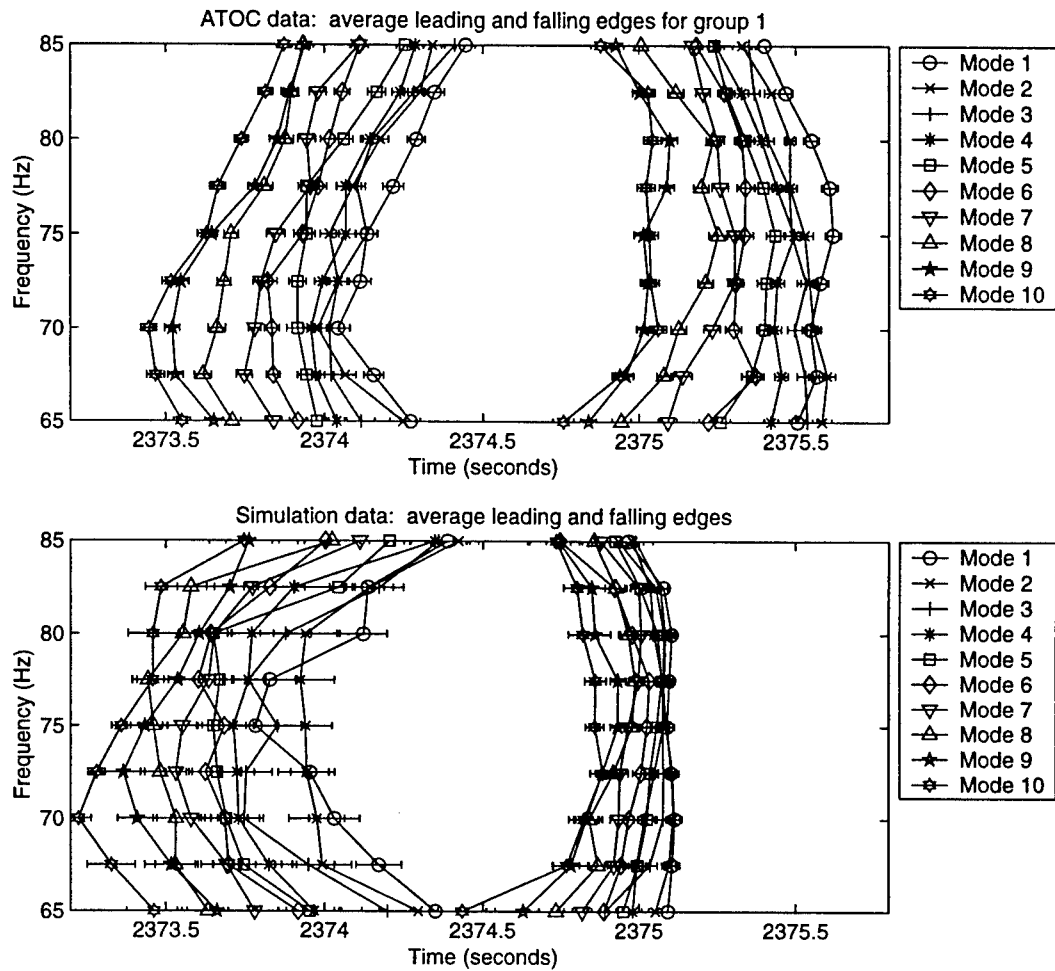 ATOC data: average leading and falling edges for group 1
85
80
75
70
65
Frequency (Hz)
2373.5
2374
2374.5
2375
2375.5
Time (seconds)
Mode 1
Mode 2
Mode 3
Mode 4
Mode 5
Mode 6
Mode 7
Mode 8
Mode 9
Mode 10
Simulation data: average leading and falling edges
85
80
75
70
65
Frequency (Hz)
2373.5
2374
2374.5
2375
2375.5
Time (seconds)
Mode 1
Mode 2
Mode 3
Mode 4
Mode 5
Mode 6
Mode 7
Mode 8
Mode 9
Mode 10